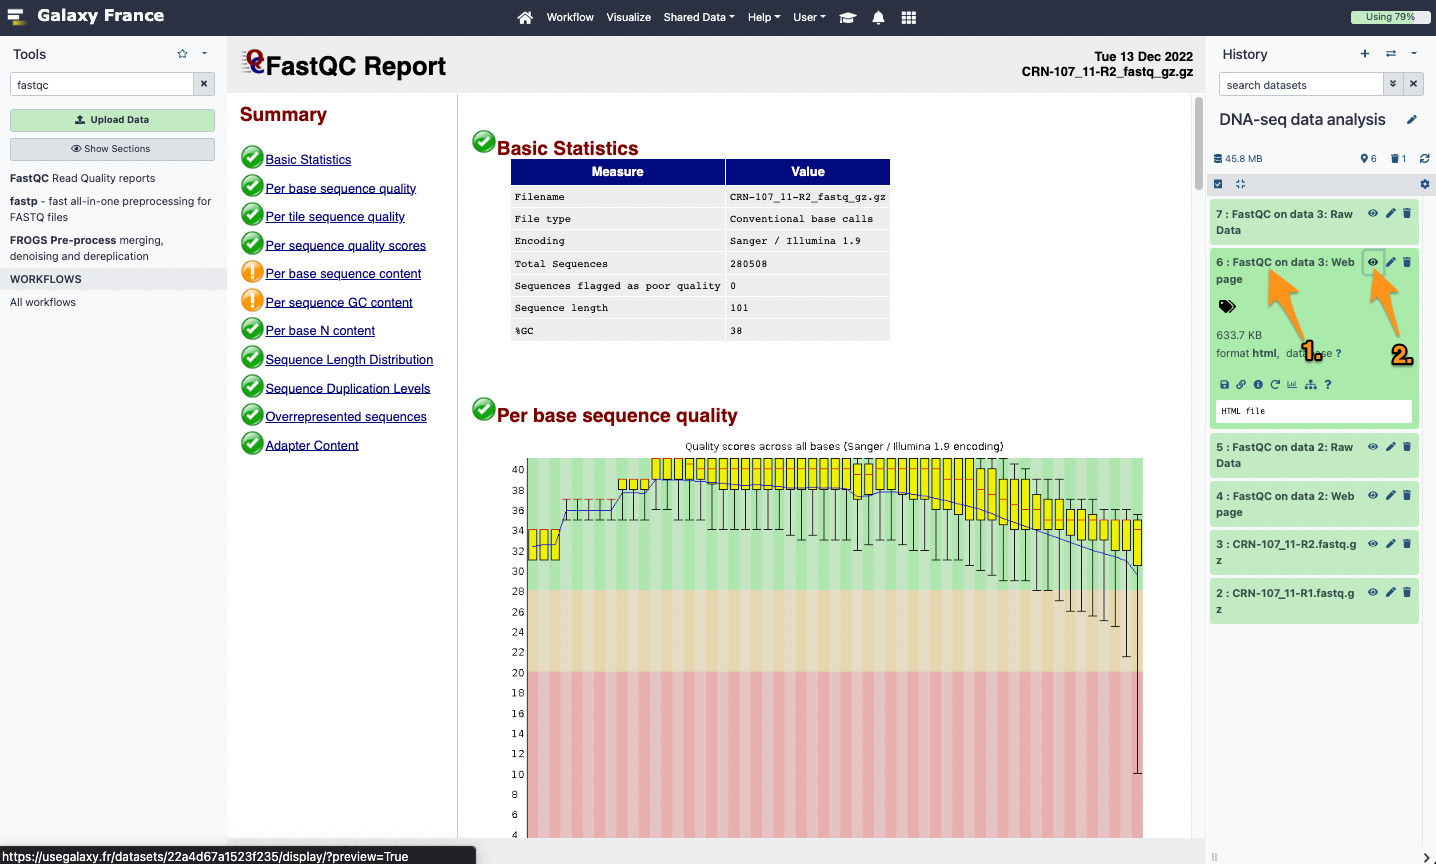 Galaxy France
Workflow
Visualize
Shared Data
Help
User
Using 79%
Tools
fastqc
Upload Data
Show Sections
FastQC Read Quality reports
fastp - fast all-in-one preprocessing for
FASTQ files
FROGS Pre-process merging,
denoising and dereplication
WORKFLOWS
All workflows
FastQC Report
Tue 13 Dec 2022
CRN-107_11-R2_fastq_gz.gz
Summary
Basic Statistics
Per base sequence quality
Per tile sequence quality
Per sequence quality scores
Per base sequence content
Per sequence GC content
Per base N content
Sequence Length Distribution
Sequence Duplication Levels
Overrepresented sequences
Adapter Content
Basic Statistics
Measure Value
Filename CRN-107_11-R2_fastq_gz.gz
File type Conventional base calls
Encoding Sanger / Illumina 1.9
Total Sequences 280508
Sequences flagged as poor quality 0
Sequence length 101
%GC 38
Per base sequence quality
Quality scores across all bases (Sanger / Illumina 1.9 encoding)
40
38
36
34
32
30
28
26
24
22
20
18
16
14
12
10
8
6
4
History
search datasets
DNA-seq data analysis
45.8 MB
6
1
7 : FastQC on data 3: Raw
Data
6 : FastQC on data 3: Web
page
633.7 KB
format html, database ?
1.
2.
?
HTML file
5 : FastQC on data 2: Raw
Data
4 : FastQC on data 2: Web
page
3 : CRN-107_11-R2.fastq.g
z
2 : CRN-107_11-R1.fastq.g
z
https://usegalaxy.fr/datasets/22a4d67a1523f235/display/?preview=True